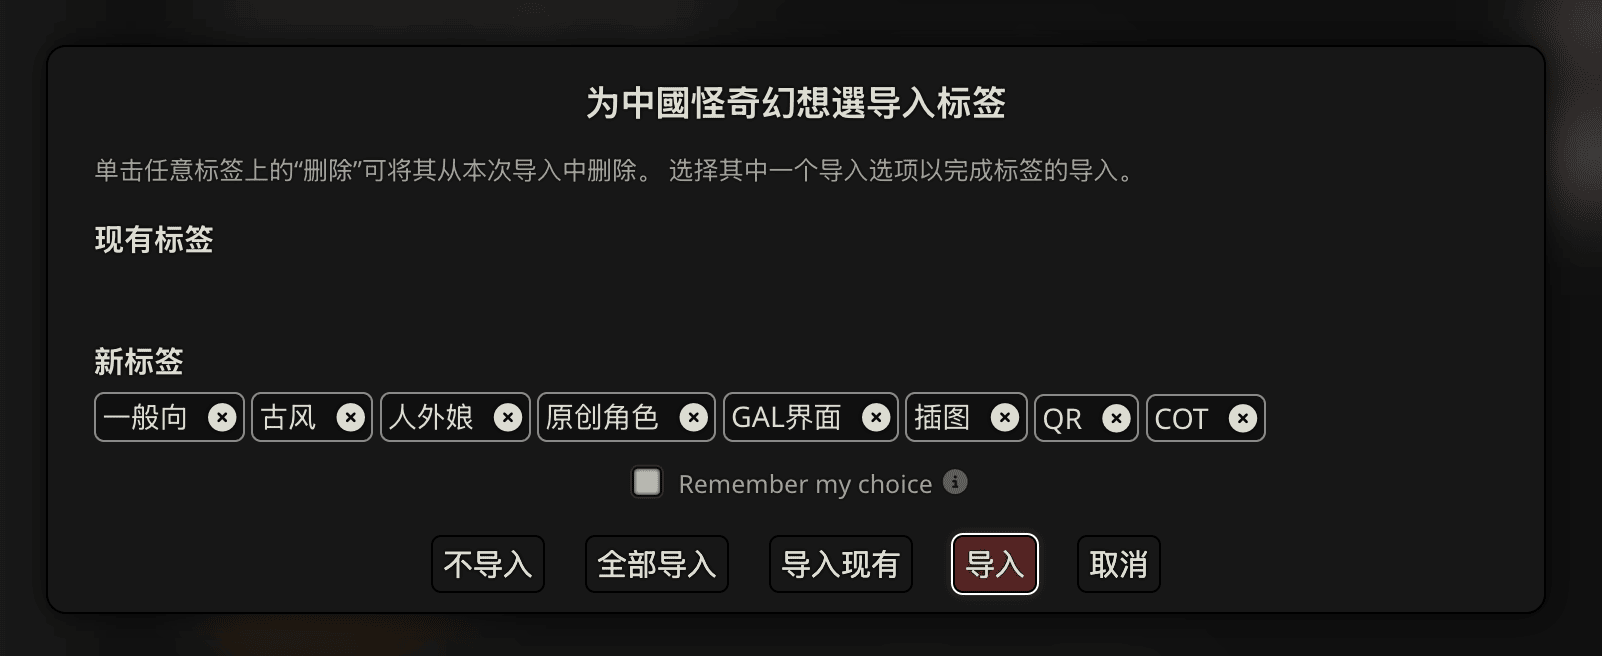 为中國怪奇幻想選导入标签
单击任意标签上的“删除”可将其从本次导入中删除。 选择其中一个导入选项以完成标签的导入。
现有标签
新标签
一般向 古风 人外娘 原创角色 GAL界面 插图 QR COT
Remember my choice
不导入 全部导入 导入现有 导入 取消